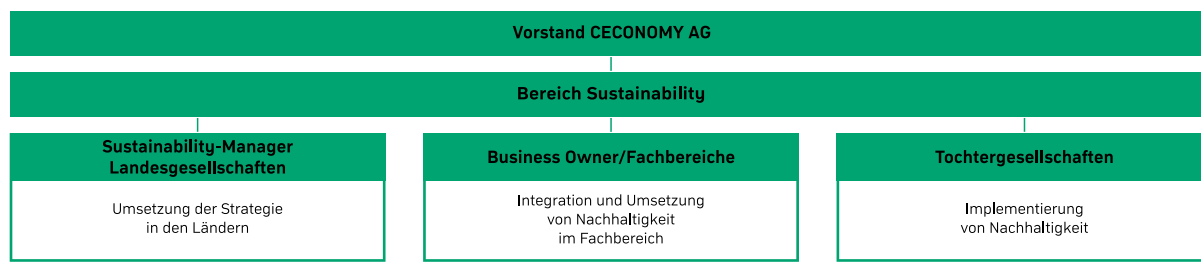 Vorstand CECONOMY AG
Bereich Sustainability
Sustainability-Manager
Landesgesellschaften
Umsetzung der Strategie
in den Ländern
Business Owner/Fachbereiche
Integration und Umsetzung
von Nachhaltigkeit
im Fachbereich
Tochtergesellschaften
Implementierung
von Nachhaltigkeit